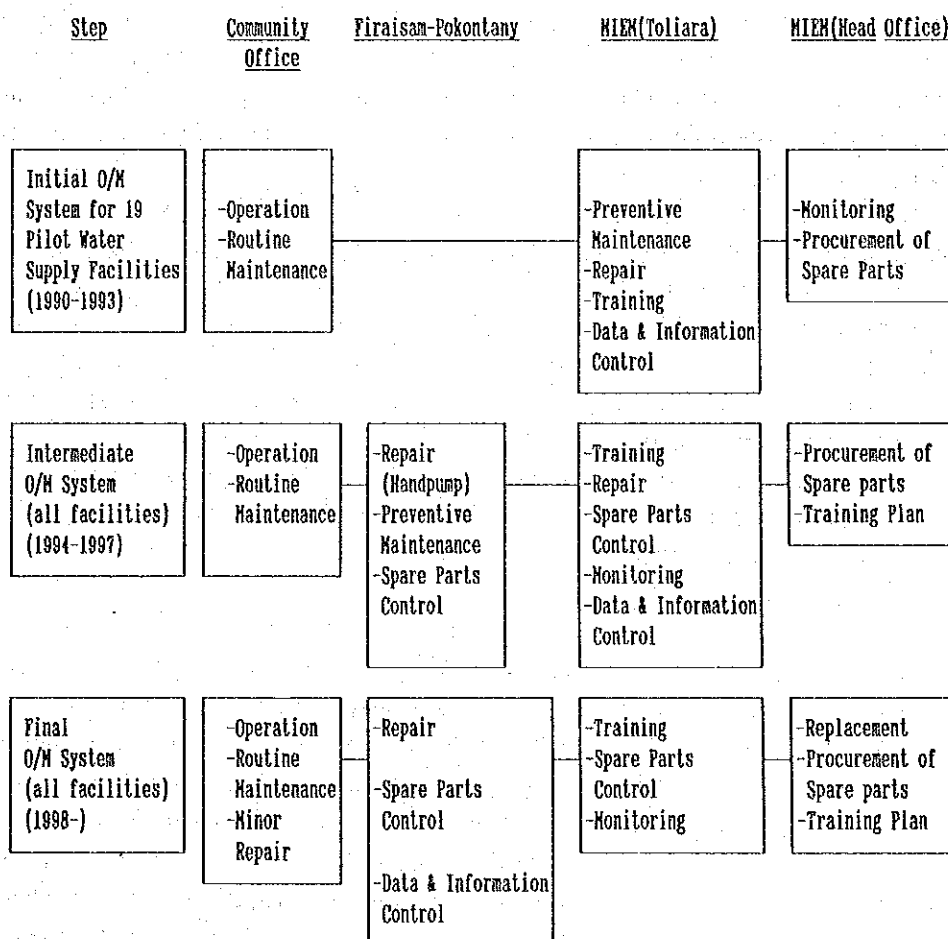 Step
Community
Office
Firaisam-Pokontany
MIEM(Toliara)
MIEM(Head Office)
Initial O/M
System for 19
Pilot Water
Supply Facilities
(1990-1993)
-Operation
-Routine
Maintenance
-Preventive
Maintenance
-Repair
-Training
-Data & Information
Control
-Monitoring
-Procurement of
Spare Parts
Intermediate
O/M System
(all facilities)
(1994-1997)
-Operation
-Routine
Maintenance
-Repair
(Handpump)
-Preventive
Maintenance
-Spare Parts
Control
-Training
-Repair
-Spare Parts
Control
-Monitoring
-Data & Information
Control
-Procurement of
Spare parts
-Training Plan
Final
O/M System
(all facilities)
(1998-)
-Operation
-Routine
Maintenance
-Minor
Repair
-Repair
-Spare Parts
Control
-Data & Information
Control
-Training
-Spare Parts
Control
-Monitoring
-Replacement
-Procurement of
Spare parts
-Training Plan